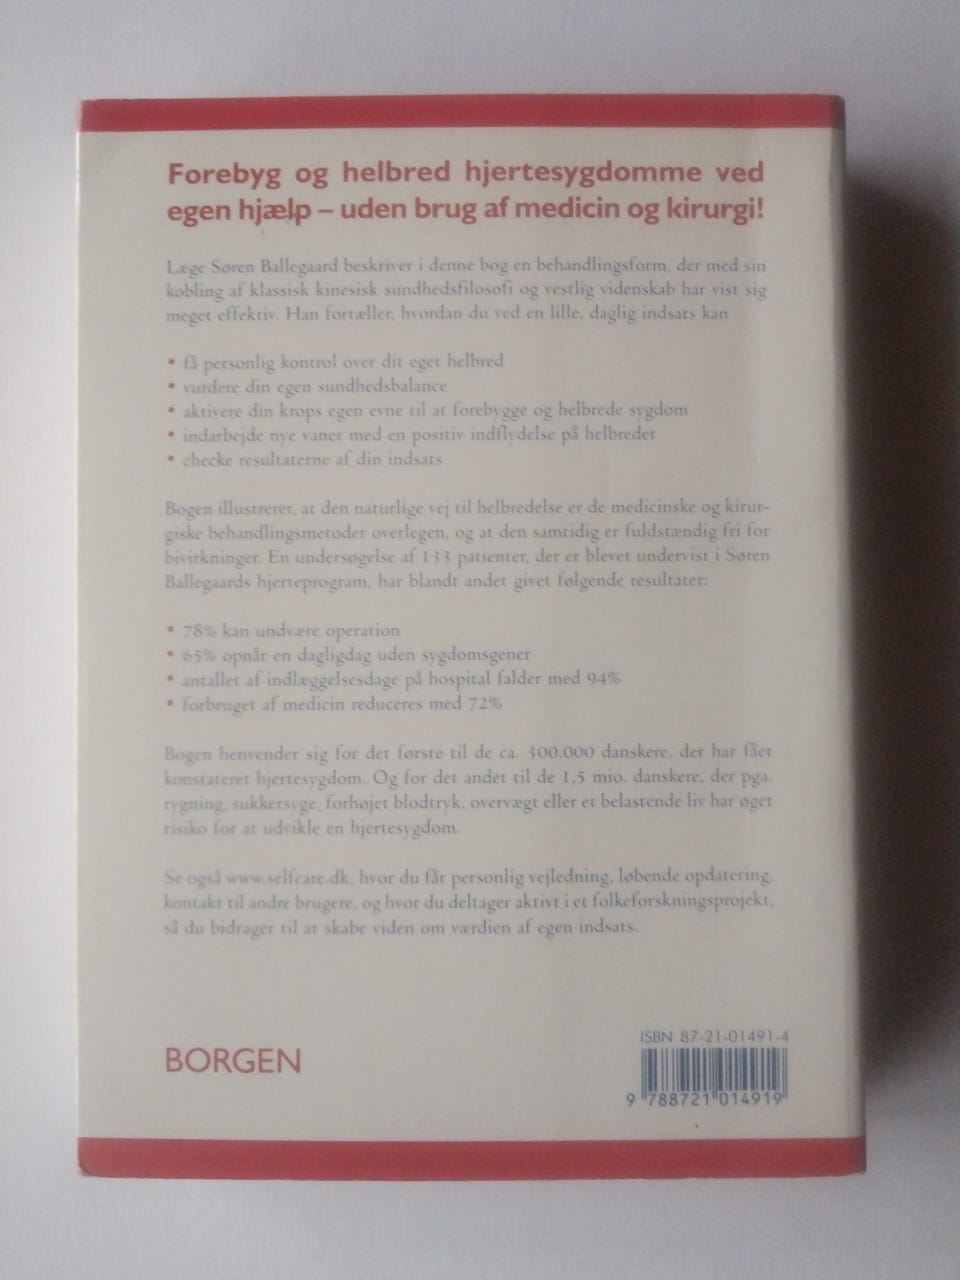 Forebyg og helbred hjertesygdomme ved
egen hjælp – uden brug af medicin og kirurgi!
Læge Søren Ballegaard beskriver i denne bog en behandlingsform, der med sin
kobling af klassisk kinesisk sundhedsfilosofi og vestlig videnskab har vist sig
meget effektiv. Han fortæller, hvordan du ved en lille, daglig indsats kan
• få personlig kontrol over dit eget helbred
• vurdere din egen sundhedsbalance
• aktivere din krops egen evne til at forebygge og helbrede sygdom
• indarbejde nye vaner med en positiv indflydelse på helbredet
• checke resultaterne af din indsats
Bogen illustrerer, at den naturlige vej til helbredelse er de medicinske og kirur-
giske behandlingsmetoder overlegen, og at den samtidig er fuldstændig fri for
bivirkninger. En undersøgelse af 133 patienter, der er blevet undervist i Søren
Ballegaards hjerteprogram, har blandt andet givet følgende resultater:
• 78% kan undvære operation
• 65% opnår en dagligdag uden sygdomsgener
• antallet af indlæggelsesdage på hospital falder med 94%
• forbruget af medicin reduceres med 72%
Bogen henvender sig for det første til de ca. 300.000 danskere, der har fået
konstateret hjertesygdom. Og for det andet til de 1,5 mio. danskere, der pga.
rygning, sukkersyge, forhøjet blodtryk, overvægt eller et belastende liv har øget
risiko for at udvikle en hjertesygdom.
Se også www.selfcare.dk, hvor du får personlig vejledning, løbende opdatering,
kontakt til andre brugere, og hvor du deltager aktivt i et folkeforskningsprojekt,
så du bidrager til at skabe viden om værdien af egen indsats.
BORGEN
ISBN 87-21-01491-4
9 788721 014919